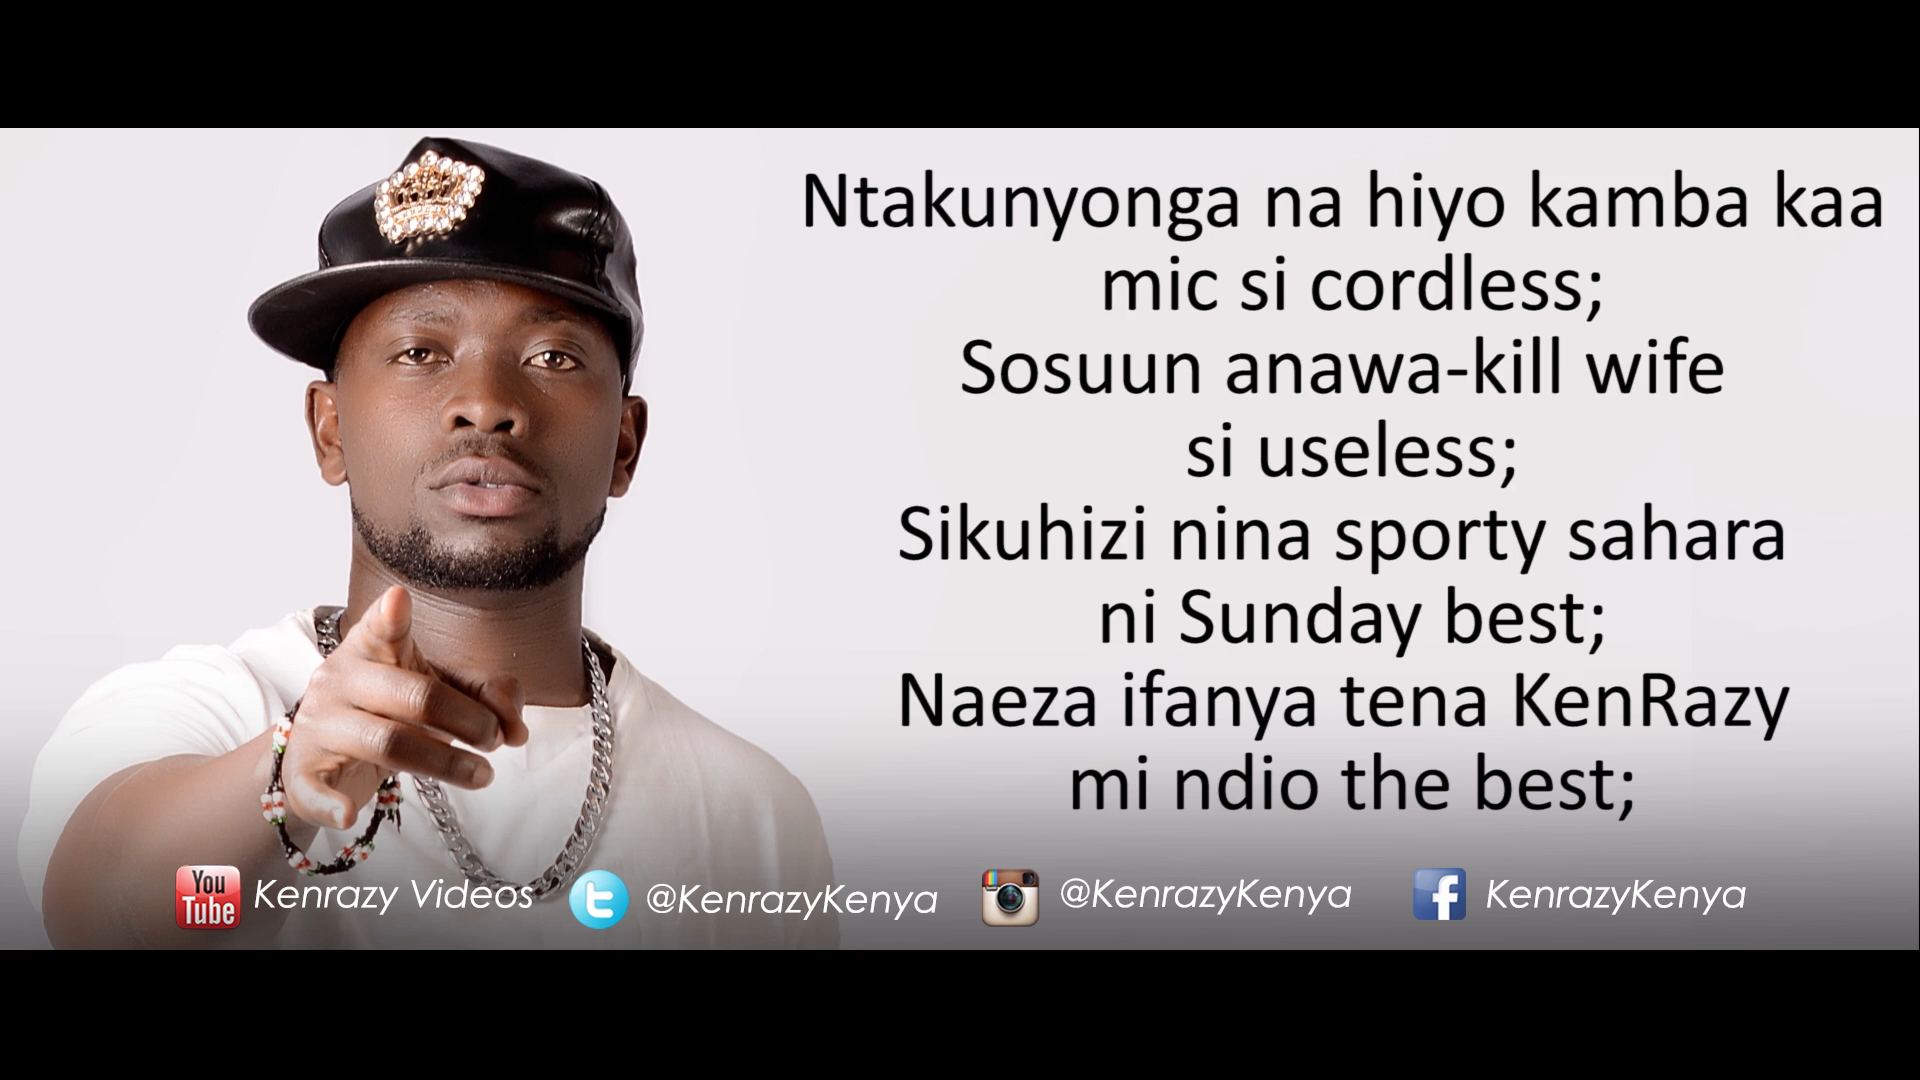 Ntakunyonga na hiyo kamba kaa
mic si cordless;
Sosuun anawa-kill wife
si useless;
Sikuhizi nina sporty sahara
ni Sunday best;
Naeza ifanya tena KenRazy
mi ndio the best;
You Tube Kenrazy Videos @KenrazyKenya @KenrazyKenya KenrazyKenya